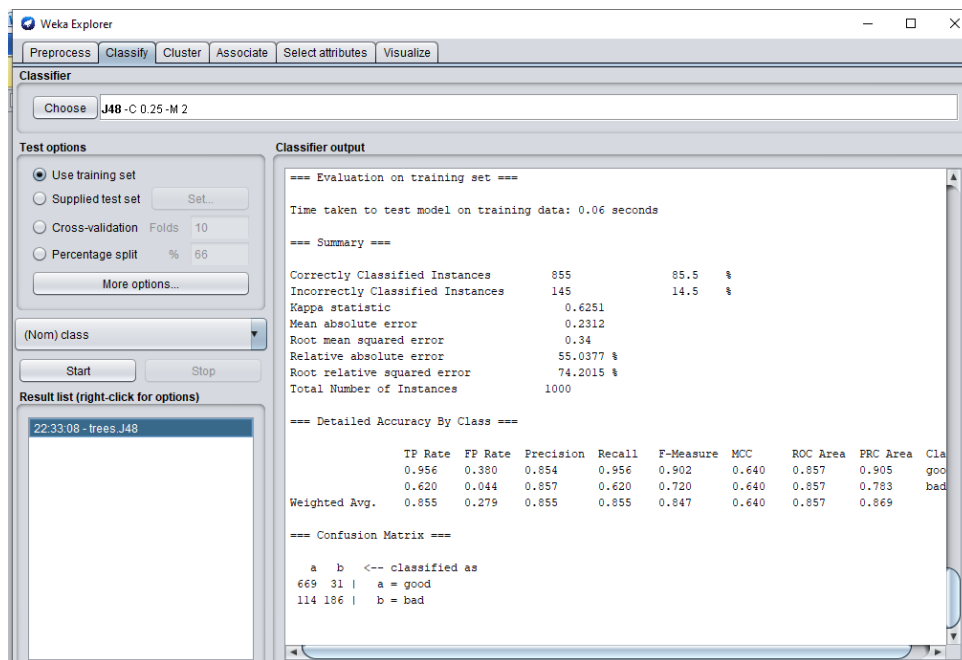 Weka Explorer
Preprocess Classify Cluster Associate Select attributes Visualize
Classifier
Choose J48 -C 0.25 -M 2
Test options
Use training set
Supplied test set Set...
Cross-validation Folds 10
Percentage split % 66
More options...
(Nom) class
Start Stop
Result list (right-click for options)
22:33:08 - trees.J48
Classifier output
=== Evaluation on training set ===
Time taken to test model on training data: 0.06 seconds
=== Summary ===
Correctly Classified Instances 855 85.5 %
Incorrectly Classified Instances 145 14.5 %
Kappa statistic 0.6251
Mean absolute error 0.2312
Root mean squared error 0.34
Relative absolute error 55.0377 %
Root relative squared error 74.2015 %
Total Number of Instances 1000
=== Detailed Accuracy By Class ===
TP Rate FP Rate Precision Recall F-Measure MCC ROC Area PRC Area Cla
0.956 0.380 0.854 0.956 0.902 0.640 0.857 0.905 goo
0.620 0.044 0.857 0.620 0.720 0.640 0.857 0.783 bad
Weighted Avg. 0.855 0.279 0.855 0.855 0.847 0.640 0.857 0.869
=== Confusion Matrix ===
a b <-- classified as
669 31 | a = good
114 186 | b = bad